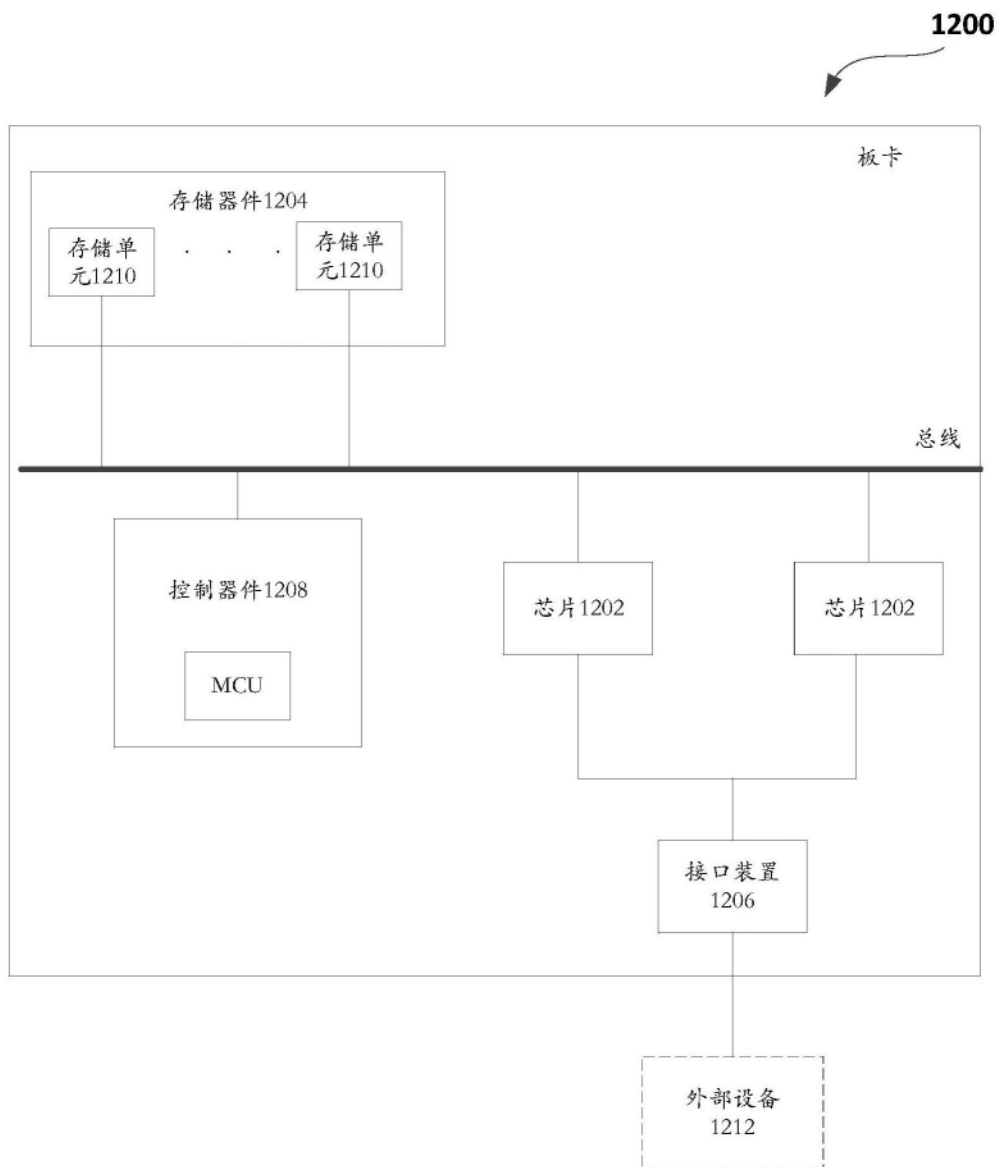 1200
板卡
存储器件1204
存储单
元1210
. . .
存储单
元1210
总线
控制器件1208
MCU
芯片1202
芯片1202
接口装置
1206
外部设备
1212